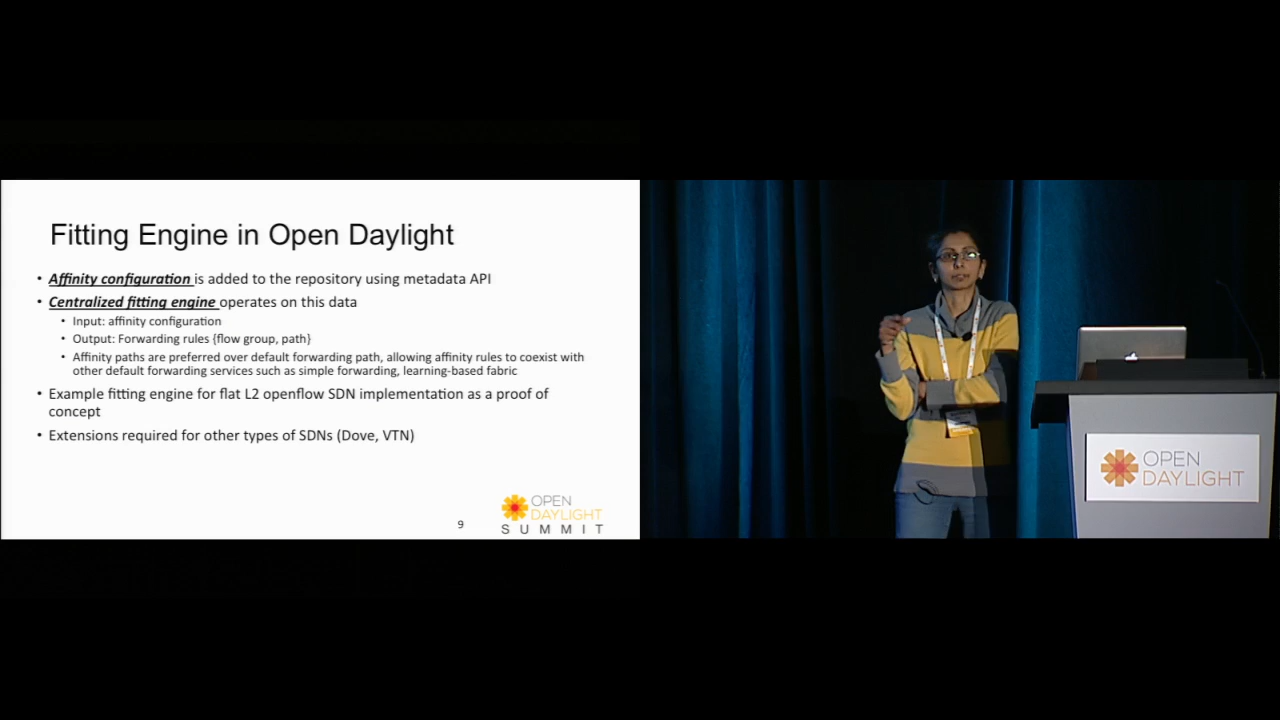 Fitting Engine in Open Daylight
• Affinity configuration is added to the repository using metadata API
• Centralized fitting engine operates on this data
• Input: affinity configuration
• Output: Forwarding rules {flow group, path}
• Affinity paths are preferred over default forwarding path, allowing affinity rules to coexist with
other default forwarding services such as simple forwarding, learning-based fabric
• Example fitting engine for flat L2 openflow SDN implementation as a proof of
concept
• Extensions required for other types of SDNs (Dove, VTN)
9
OPEN
DAYLIGHT
SUMMIT
OPEN
DAYLIGHT